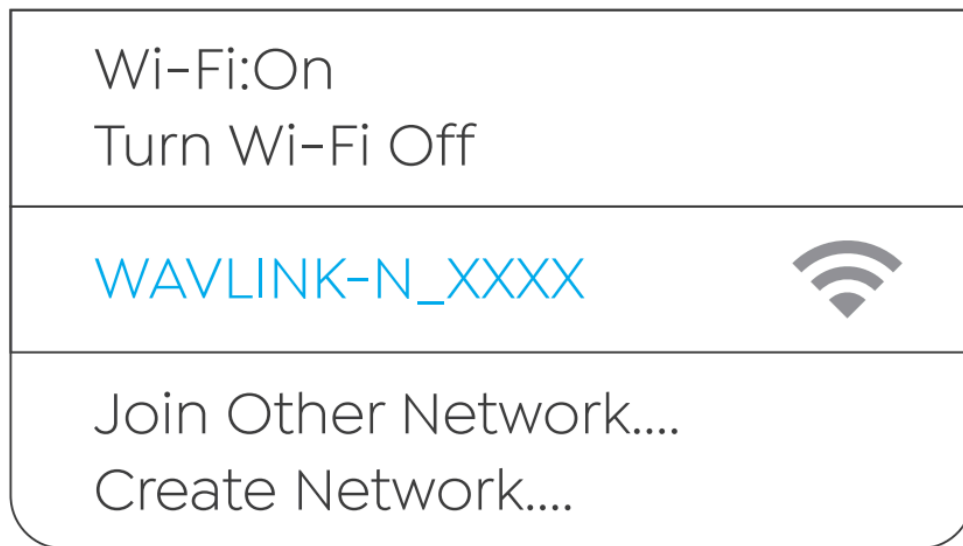 Wi-Fi:On
Turn Wi-Fi Off
WAVLINK-N_XXXX
Join Other Network....
Create Network....